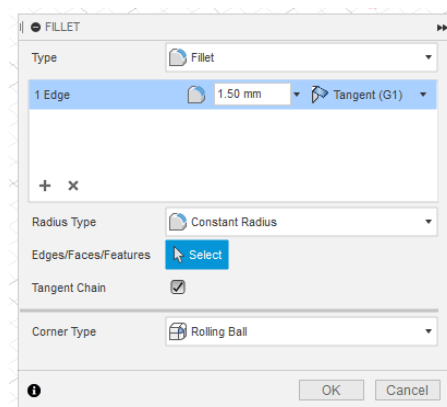 FILLET
Type Fillet
1 Edge 1.50 mm Tangent (G1)
Radius Type Constant Radius
Edges/Faces/Features Select
Tangent Chain
Corner Type Rolling Ball
OK Cancel